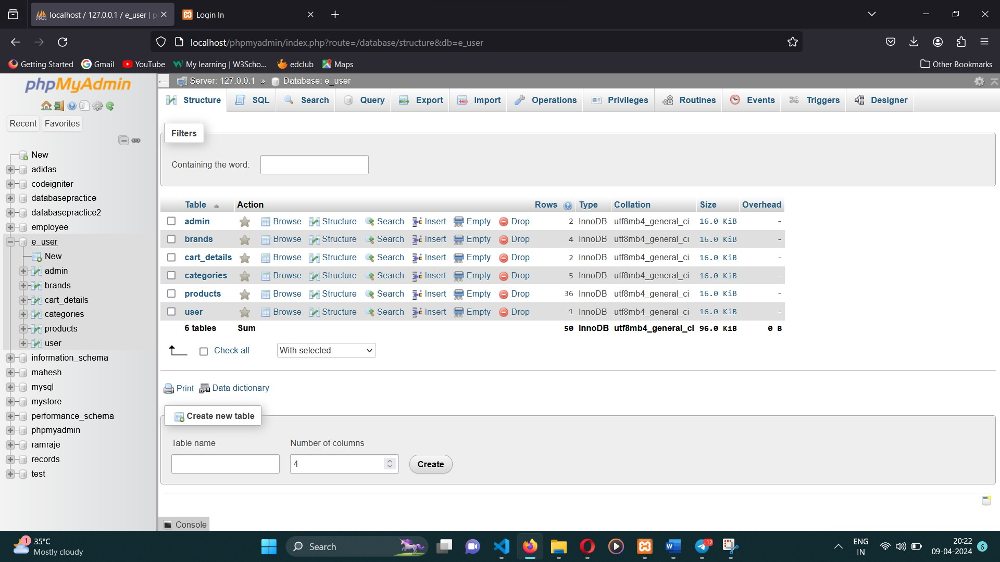 localhost / 127.0.0.1 / e_user | p
Login In
localhost/phpmyadmin/index.php?route=/database/structure&db=e_user
Getting Started
Gmail
YouTube
My learning | W3Scho...
edclub
Maps
Other Bookmarks
phpMyAdmin
Recent
Favorites
New
adidas
codeigniter
databasepractice
databasepractice2
employee
e_user
New
admin
brands
cart_details
categories
products
user
information_schema
mahesh
mysql
mystore
performance_schema
phpmyadmin
ramraje
records
test
Server: 127.0.0.1 » Database: e_user
Structure SQL Search Query Export Import Operations Privileges Routines Events Triggers Designer
Filters
Containing the word:
Table Action Rows Type Collation Size Overhead
admin Browse Structure Search Insert Empty Drop 2 InnoDB utf8mb4_general_ci 16.0 KiB -
brands Browse Structure Search Insert Empty Drop 4 InnoDB utf8mb4_general_ci 16.0 KiB -
cart_details Browse Structure Search Insert Empty Drop 2 InnoDB utf8mb4_general_ci 16.0 KiB -
categories Browse Structure Search Insert Empty Drop 5 InnoDB utf8mb4_general_ci 16.0 KiB -
products Browse Structure Search Insert Empty Drop 36 InnoDB utf8mb4_general_ci 16.0 KiB -
user Browse Structure Search Insert Empty Drop 1 InnoDB utf8mb4_general_ci 16.0 KiB -
6 tables Sum 50 InnoDB utf8mb4_general_ci 96.0 KiB 0 B
Check all
With selected:
Print Data dictionary
Create new table
Table name
Number of columns
4
Create
Console
1
35°C
Mostly cloudy
Search
12
ENG
IN
20:22
09-04-2024
6